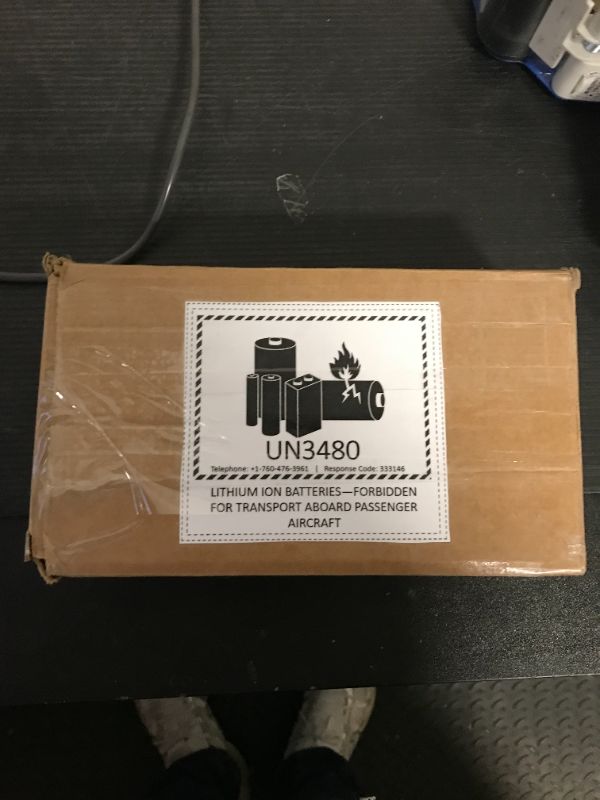 UN3480
Telephone: +1-760-476-3961 | Response Code: 333146
LITHIUM ION BATTERIES—FORBIDDEN
FOR TRANSPORT ABOARD PASSENGER
AIRCRAFT